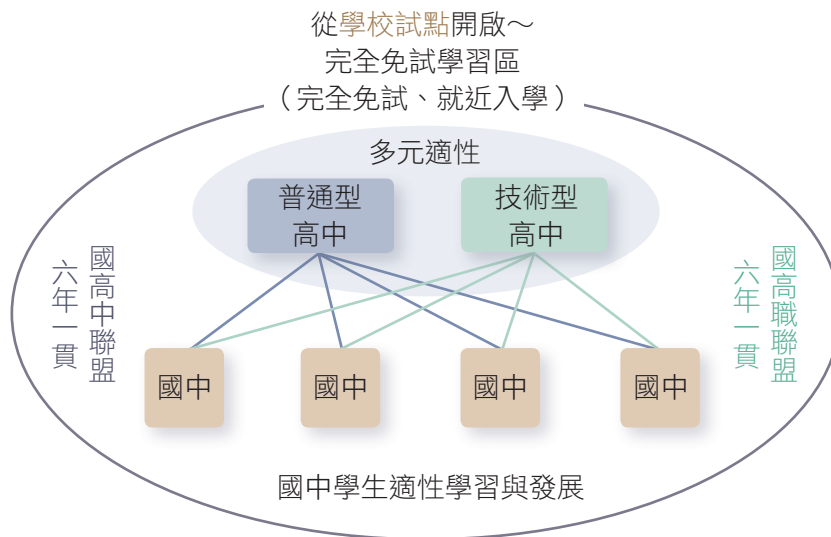 從學校試點開啟～
完全免試學習區
（完全免試、就近入學）
多元適性
普通型
高中
技術型
高中
國高中聯盟
六年一貫
國高職聯盟
六年一貫
國中
國中
國中
國中
國中學生適性學習與發展